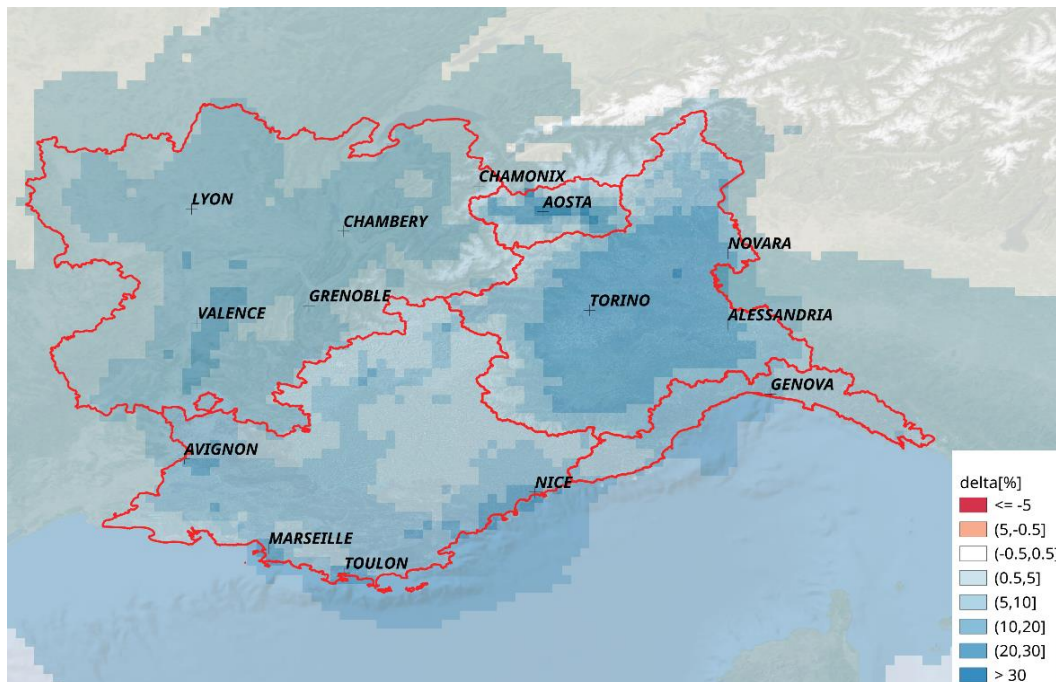 CHAMONIX
LYON
AOSTA
CHAMBERY
NOVARA
GRENOBLE
TORINO
VALENCE
ALESSANDRIA
GENOVA
AVIGNON
NICE
MARSEILLE
TOULON
delta[%]
<= -5
(5,-0.5]
(-0.5,0.5]
(0.5,5]
(5,10]
(10,20]
(20,30]
> 30